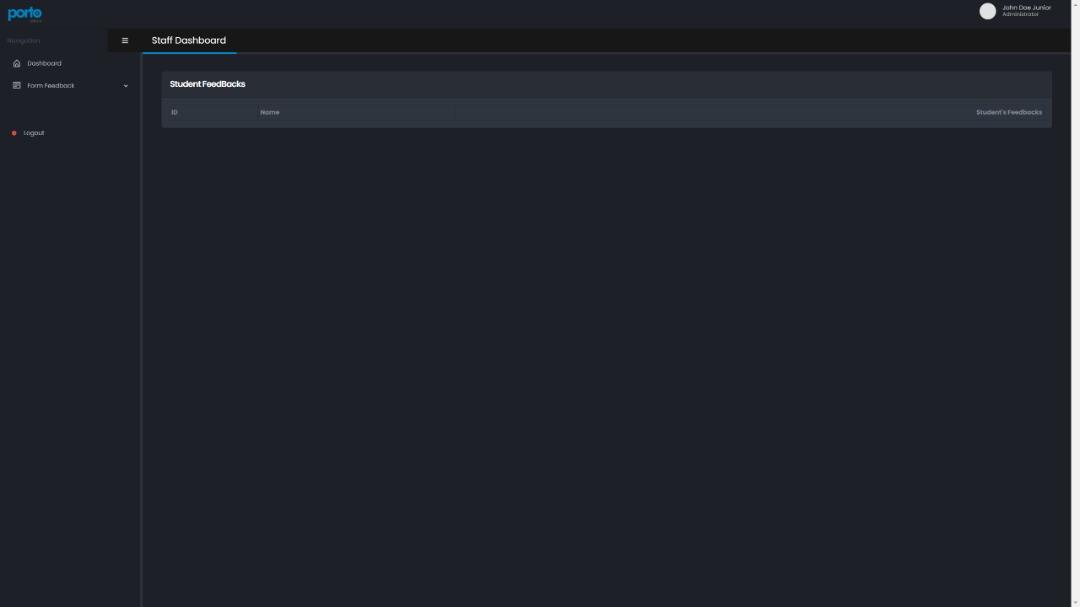 porto
John Doe Junior
Administrator
Navigation
Staff Dashboard
Dashboard
Form Feedback
Logout
Student FeedBacks
ID
Name
Student's Feedbacks